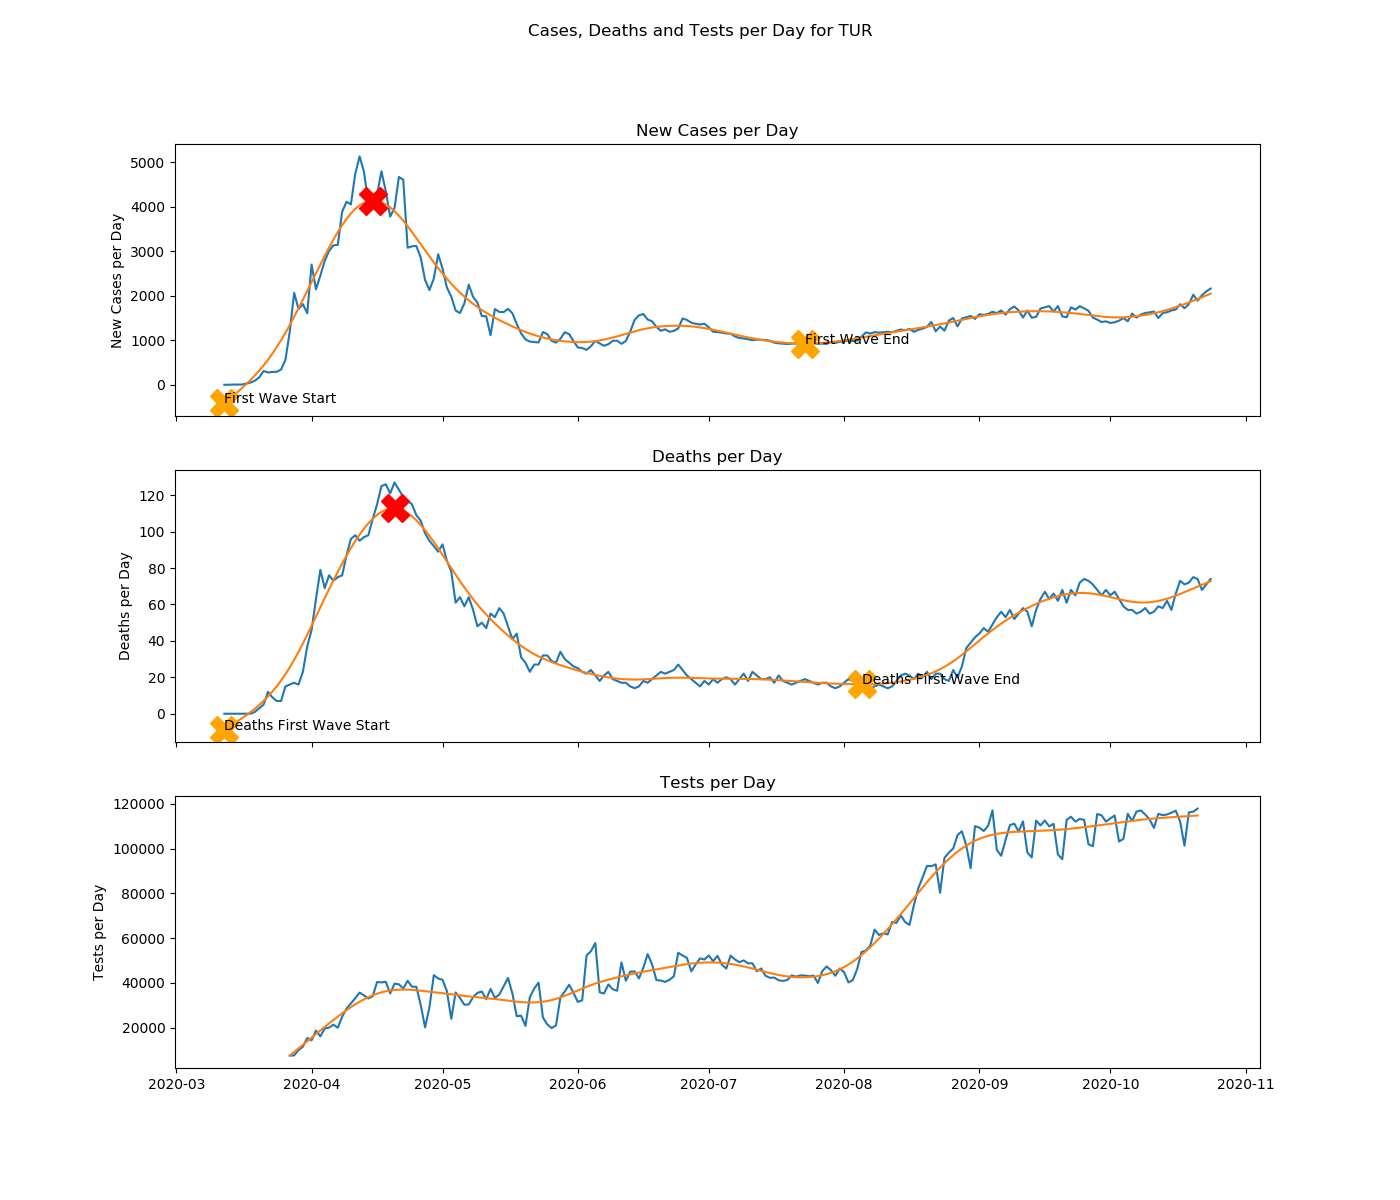 Cases, Deaths and Tests per Day for TUR
New Cases per Day
New Cases per Day
5000
4000
3000
2000
1000
0
First Wave Start
First Wave End
Deaths per Day
Deaths per Day
120
100
80
60
40
20
0
Deaths First Wave Start
Deaths First Wave End
Tests per Day
Tests per Day
120000
100000
80000
60000
40000
20000
2020-03 2020-04 2020-05 2020-06 2020-07 2020-08 2020-09 2020-10 2020-11